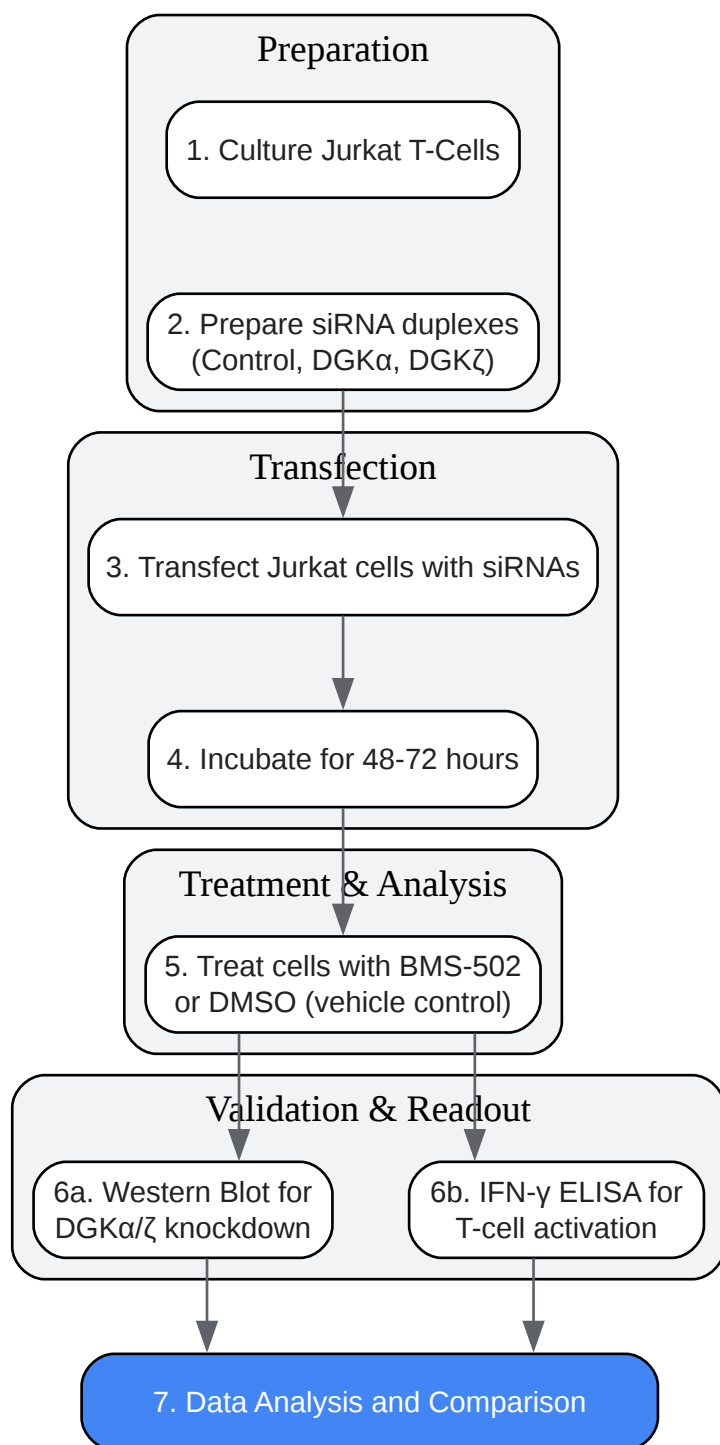 Preparation
1. Culture Jurkat T-Cells
2. Prepare siRNA duplexes
(Control, DGKα, DGKζ)
Transfection
3. Transfect Jurkat cells with siRNAs
4. Incubate for 48-72 hours
Treatment & Analysis
5. Treat cells with BMS-502
or DMSO (vehicle control)
Validation & Readout
6a. Western Blot for
DGKα/ζ knockdown
6b. IFN-γ ELISA for
T-cell activation
7. Data Analysis and Comparison